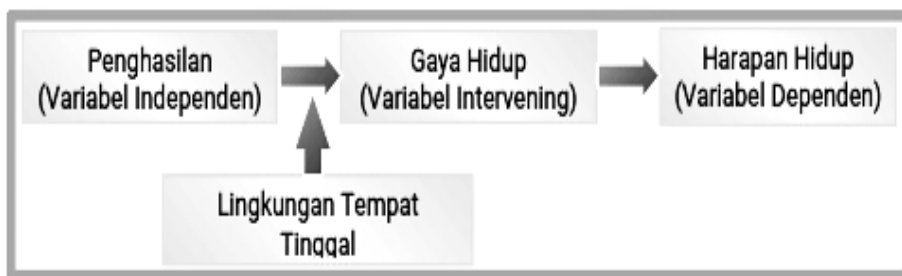 Penghasilan
(Variabel Independen)
Gaya Hidup
(Variabel Intervening)
Harapan Hidup
(Variabel Dependen)
Lingkungan Tempat
Tinggal